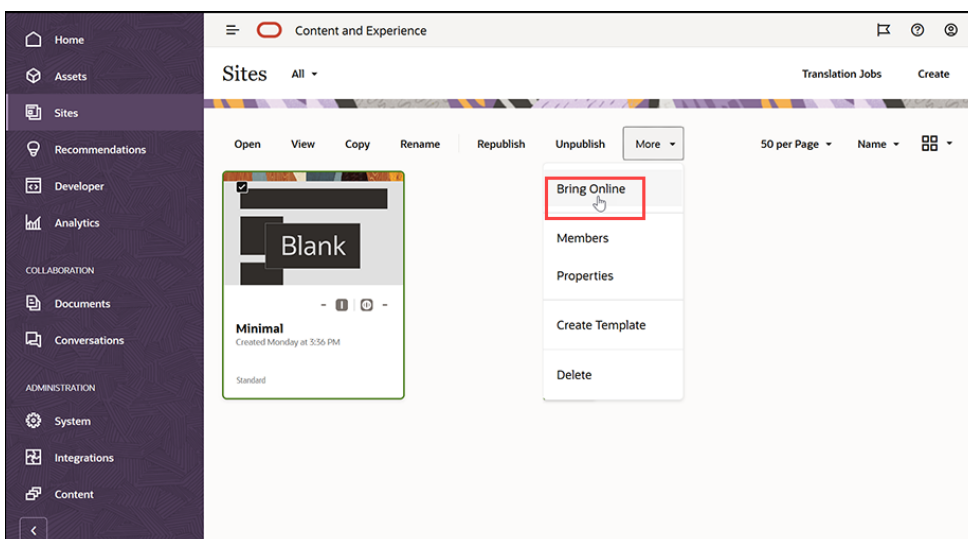 Home
Assets
Sites
Recommendations
Developer
Analytics
COLLABORATION
Documents
Conversations
ADMINISTRATION
System
Integrations
Content
Content and Experience
Sites All
Translation Jobs Create
Open View Copy Rename Republish Unpublish More 50 per Page Name
Bring Online
Members
Properties
Create Template
Delete
Blank
Minimal
Created Monday at 3:36 PM
Standard